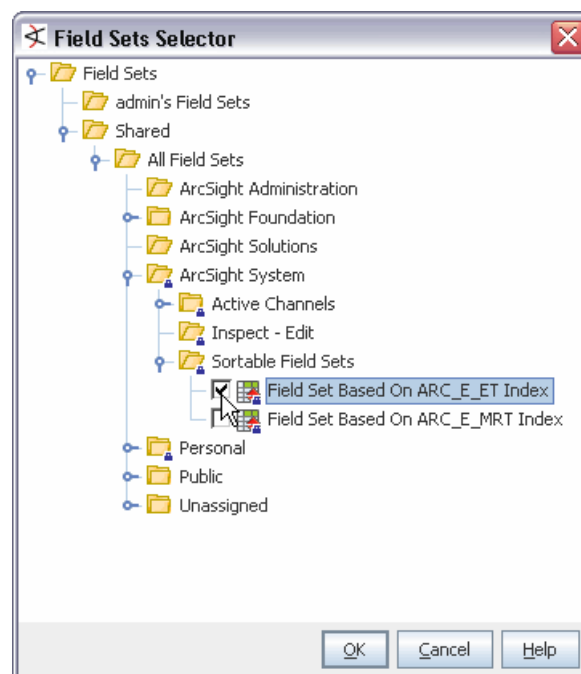 Field Sets Selector
Field Sets
admin's Field Sets
Shared
All Field Sets
ArcSight Administration
ArcSight Foundation
ArcSight Solutions
ArcSight System
Active Channels
Inspect - Edit
Sortable Field Sets
Field Set Based On ARC_E_ET Index
Field Set Based On ARC_E_MRT Index
Personal
Public
Unassigned
OK Cancel Help